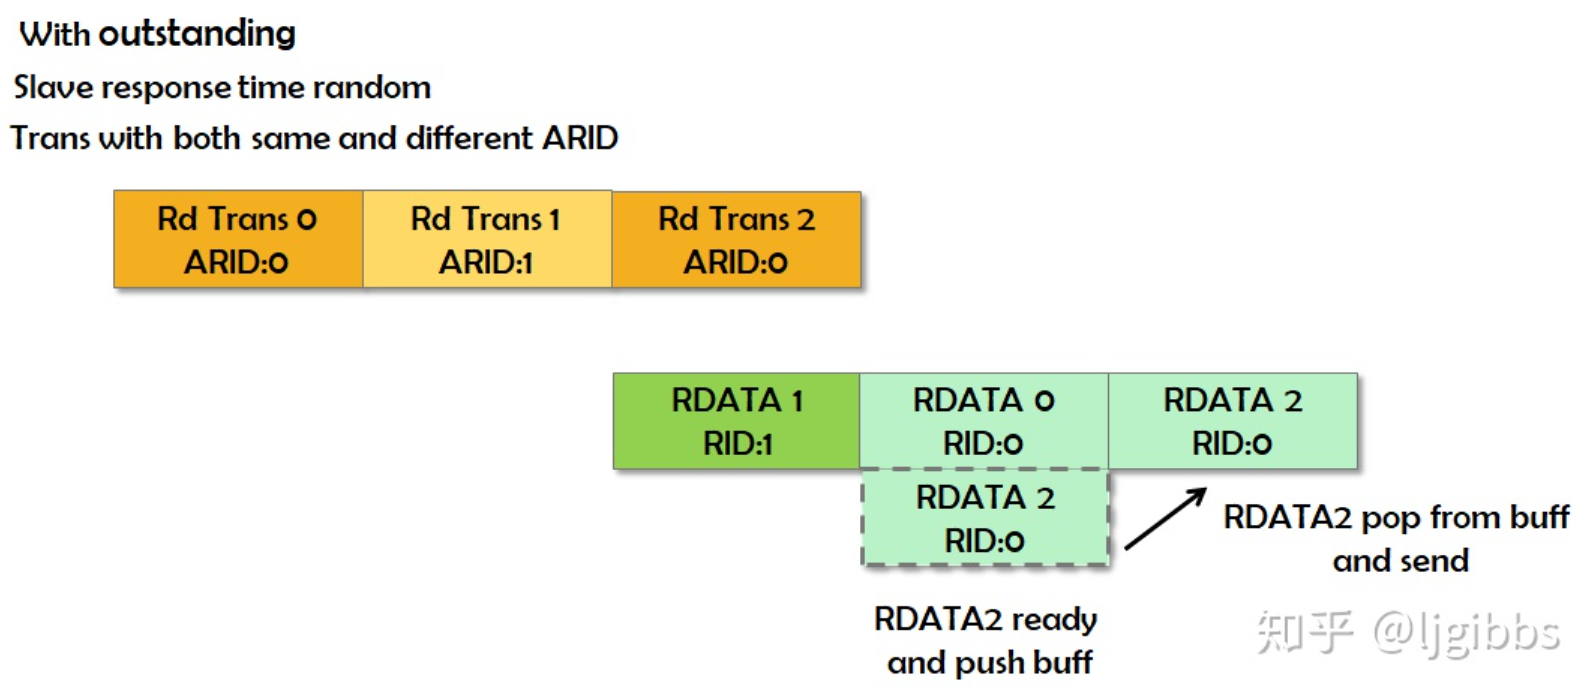 With outstanding
Slave response time random
Trans with both same and different ARID
Rd Trans 0
ARID:0
Rd Trans 1
ARID:1
Rd Trans 2
ARID:0
RDATA 1
RID:1
RDATA 0
RID:0
RDATA 2
RID:0
RDATA 2
RID:0
RDATA2 pop from buff
and send
RDATA2 ready
and push buff
知乎 @ljgibbs